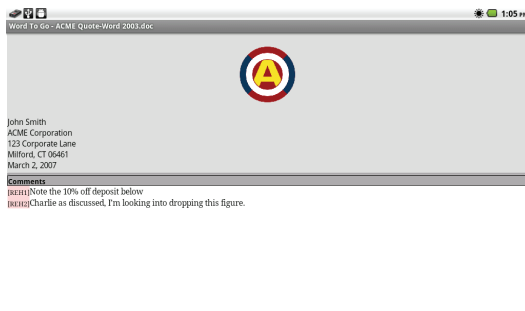 1:05 PM
Word To Go - ACME Quote-Word 2003.doc
A
John Smith
ACME Corporation
123 Corporate Lane
Milford, CT 06461
March 2, 2007
Comments
[REH1]Note the 10% off deposit below
[REH2]Charlie as discussed, I'm looking into dropping this figure.